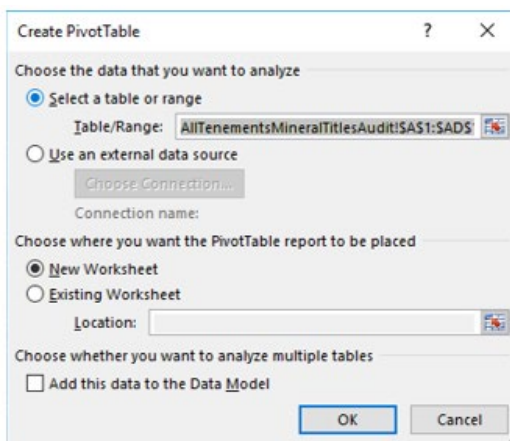 Create PivotTable ? X
Choose the data that you want to analyze
Select a table or range
Table/Range: AllTenementsMineralTitlesAudit!$A$1:$AD$
Use an external data source
Choose Connection...
Connection name:
Choose where you want the PivotTable report to be placed
New Worksheet
Existing Worksheet
Location:
Choose whether you want to analyze multiple tables
Add this data to the Data Model
OK Cancel